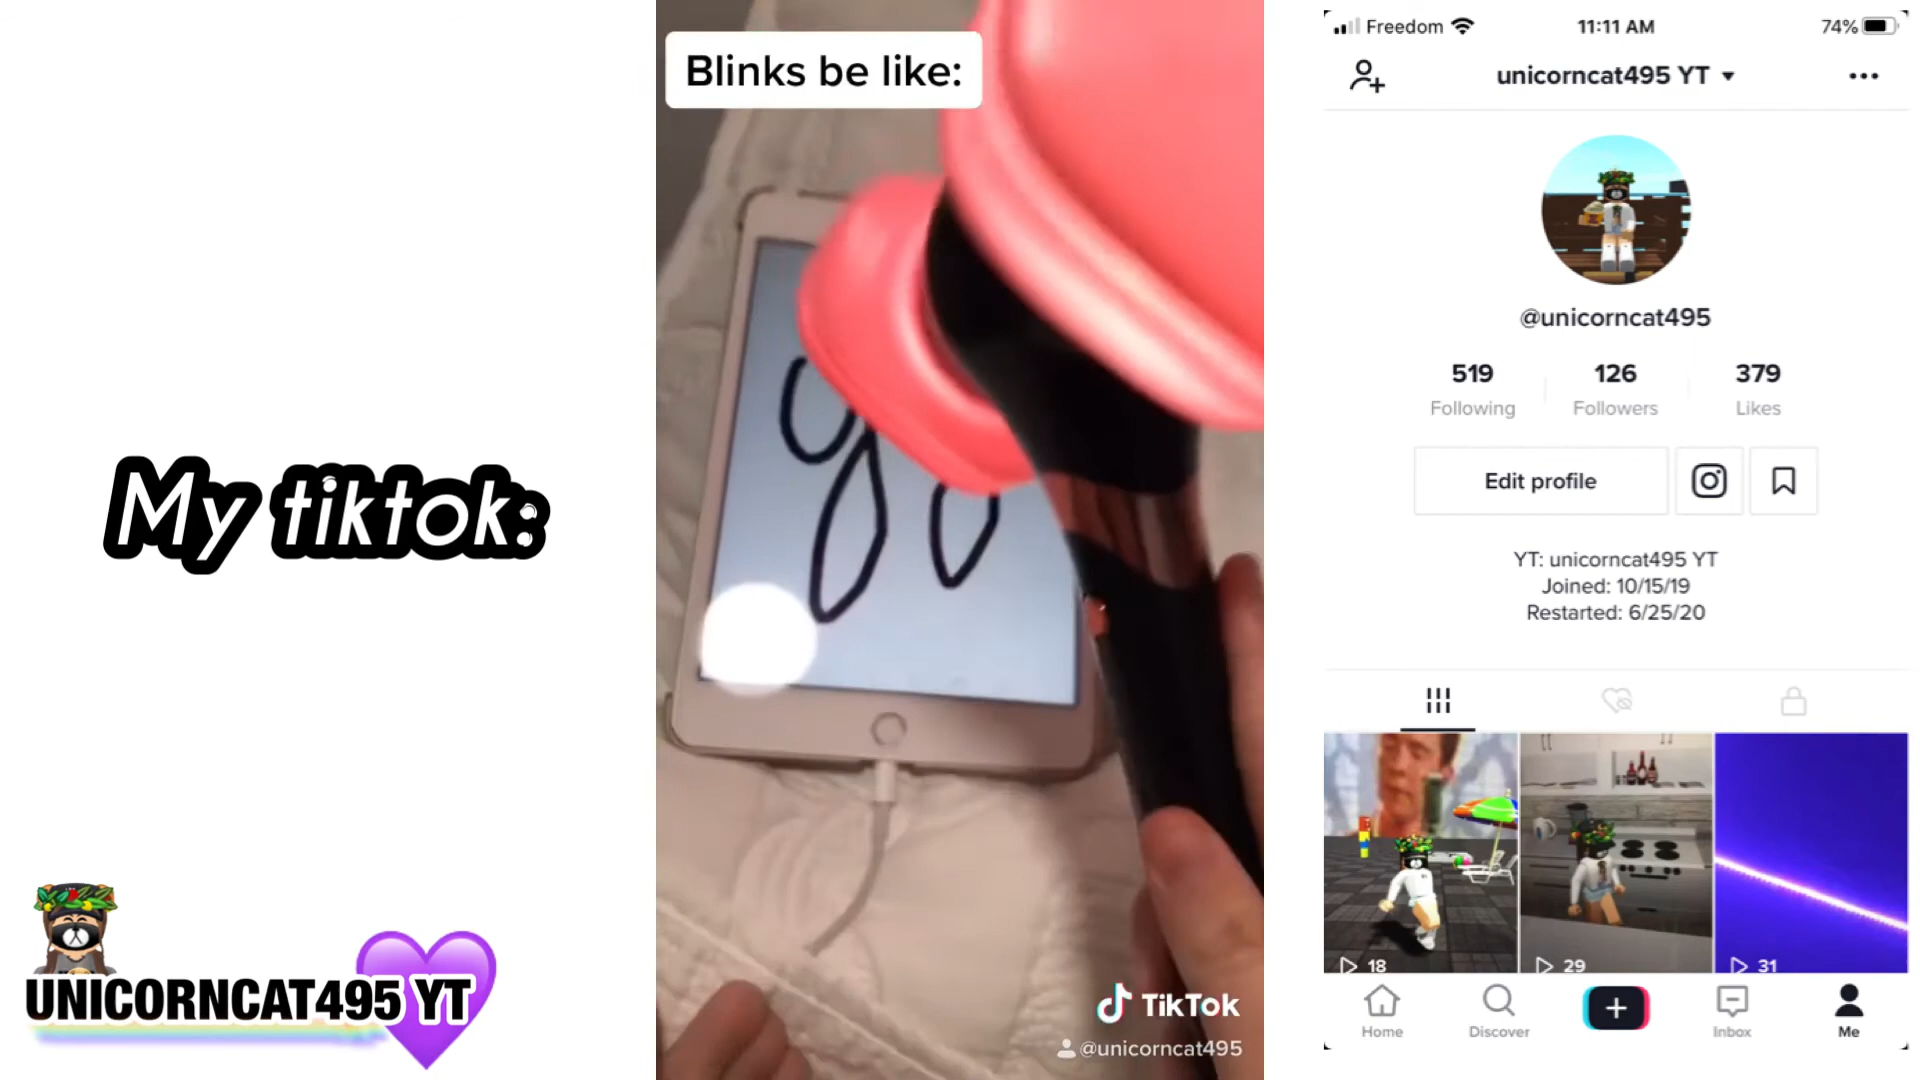 My tiktok:
UNICORNCAT495 YT
Blinks be like:
go
TikTok
@unicorncat495
Freedom
11:11 AM
74%
unicorncat495 YT
@unicorncat495
519
126
379
Following
Followers
Likes
Edit profile
YT: unicorncat495 YT
Joined: 10/15/19
Restarted: 6/25/20
18
29
31
Home
Discover
Inbox
Me